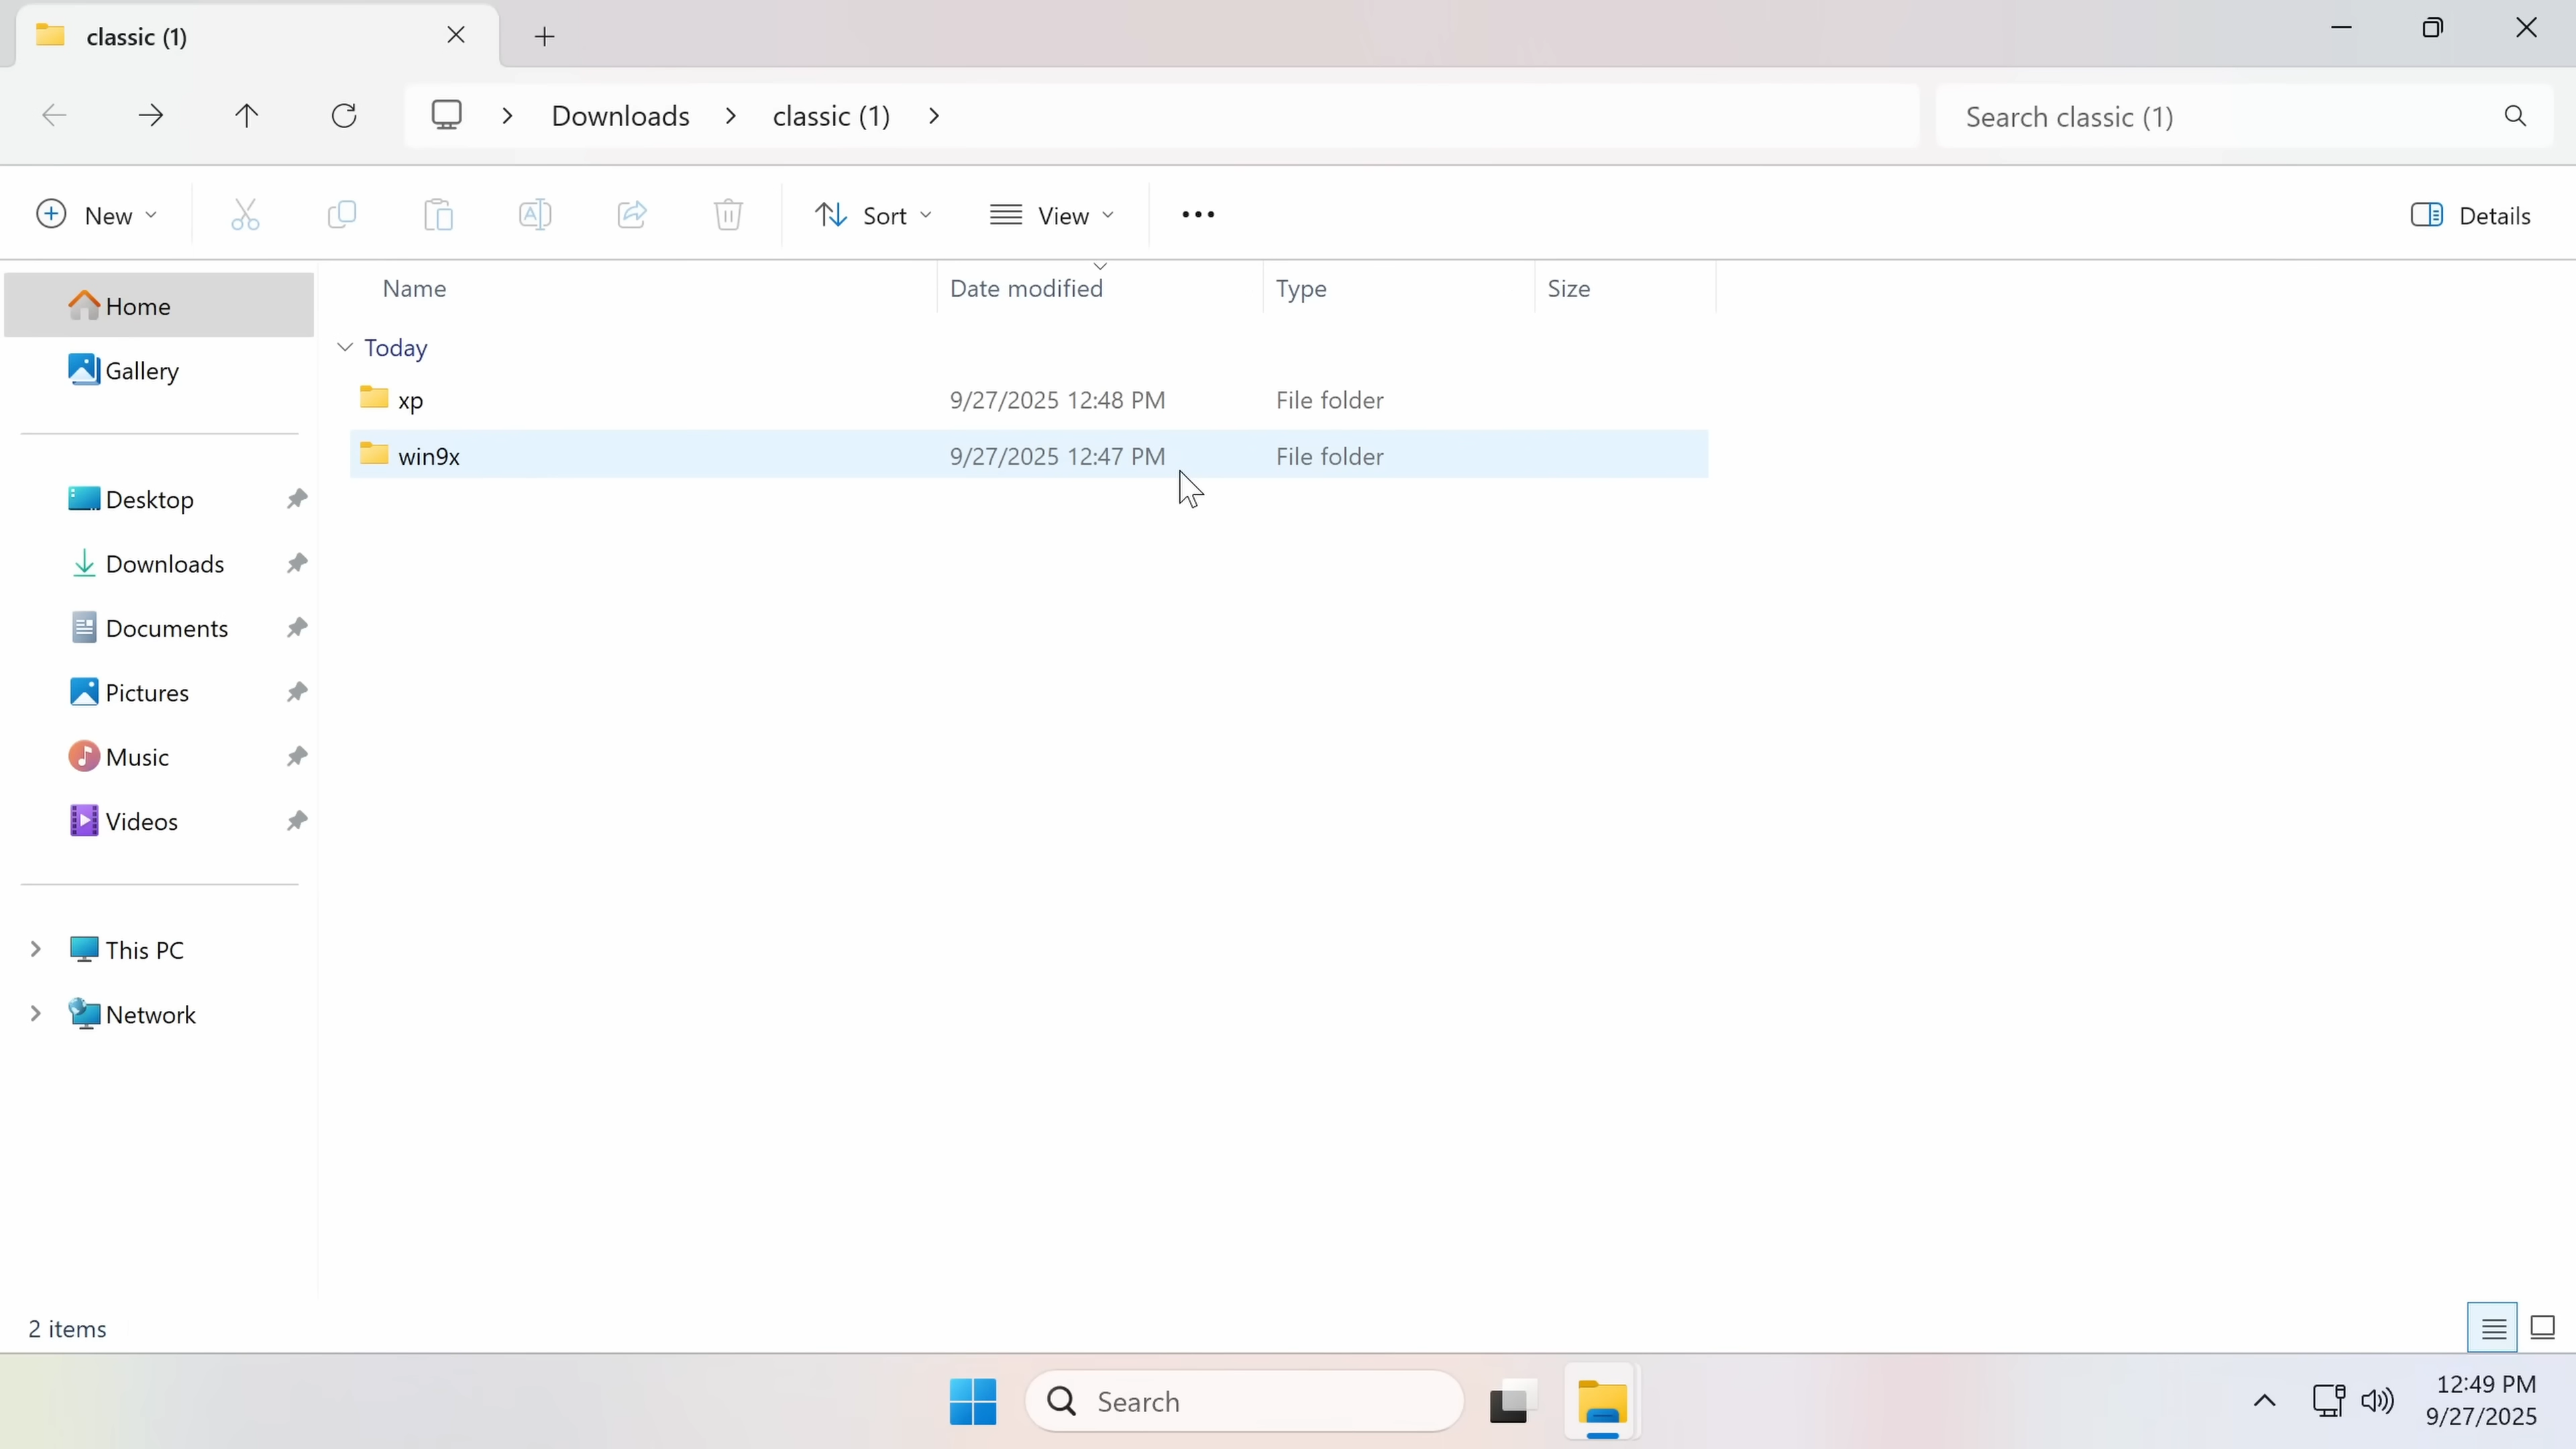 classic (1)
Downloads classic (1)
Search classic (1)
New
Sort
View
Details
Name Date modified Type Size
Today
xp 9/27/2025 12:48 PM File folder
win9x 9/27/2025 12:47 PM File folder
Home
Gallery
Desktop
Downloads
Documents
Pictures
Music
Videos
This PC
Network
2 items
Search
12:49 PM
9/27/2025